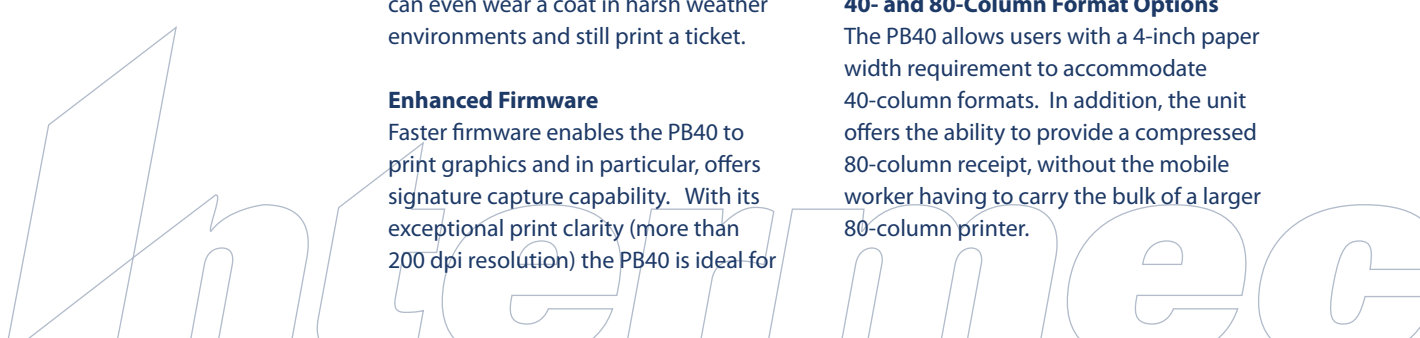 can even wear a coat in harsh weather
environments and still print a ticket.
Enhanced Firmware
Faster firmware enables the PB40 to
print graphics and in particular, offers
signature capture capability.   With its
exceptional print clarity (more than
200 dpi resolution) the PB40 is ideal for
40- and 80-Column Format Options
The PB40 allows users with a 4-inch paper
width requirement to accommodate
40-column formats.  In addition, the unit
offers the ability to provide a compressed
80-column receipt, without the mobile
worker having to carry the bulk of a larger
80-column printer.
Intermec